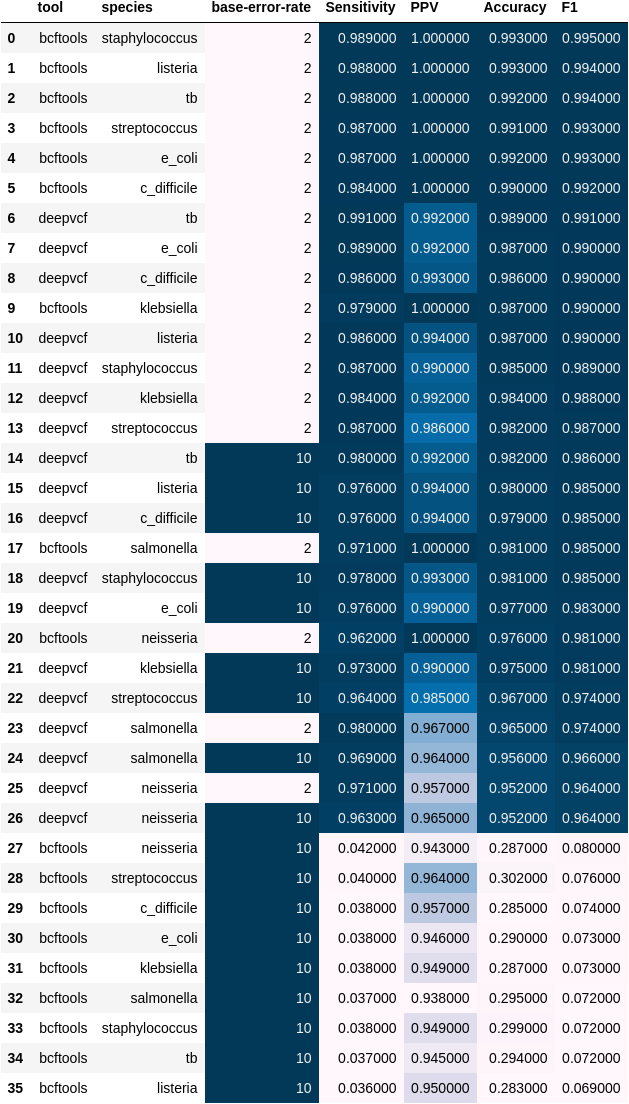 tool species base-error-rate Sensitivity PPV Accuracy F1
0 bcftools staphylococcus 2 0.989000 1.000000 0.993000 0.995000
1 bcftools listeria 2 0.988000 1.000000 0.993000 0.994000
2 bcftools tb 2 0.988000 1.000000 0.992000 0.994000
3 bcftools streptococcus 2 0.987000 1.000000 0.991000 0.993000
4 bcftools e_coli 2 0.987000 1.000000 0.992000 0.993000
5 bcftools c_difficile 2 0.984000 1.000000 0.990000 0.992000
6 deepvcf tb 2 0.991000 0.992000 0.989000 0.991000
7 deepvcf e_coli 2 0.989000 0.992000 0.987000 0.990000
8 deepvcf c_difficile 2 0.986000 0.993000 0.986000 0.990000
9 bcftools klebsiella 2 0.979000 1.000000 0.987000 0.990000
10 deepvcf listeria 2 0.986000 0.994000 0.987000 0.990000
11 deepvcf staphylococcus 2 0.987000 0.990000 0.985000 0.989000
12 deepvcf klebsiella 2 0.984000 0.992000 0.984000 0.988000
13 deepvcf streptococcus 2 0.987000 0.986000 0.982000 0.987000
14 deepvcf tb 10 0.980000 0.992000 0.982000 0.986000
15 deepvcf listeria 10 0.976000 0.994000 0.980000 0.985000
16 deepvcf c_difficile 10 0.976000 0.994000 0.979000 0.985000
17 bcftools salmonella 2 0.971000 1.000000 0.981000 0.985000
18 deepvcf staphylococcus 10 0.978000 0.993000 0.981000 0.985000
19 deepvcf e_coli 10 0.976000 0.990000 0.977000 0.983000
20 bcftools neisseria 2 0.962000 1.000000 0.976000 0.981000
21 deepvcf klebsiella 10 0.973000 0.990000 0.975000 0.981000
22 deepvcf streptococcus 10 0.964000 0.985000 0.967000 0.974000
23 deepvcf salmonella 2 0.980000 0.967000 0.965000 0.974000
24 deepvcf salmonella 10 0.969000 0.964000 0.956000 0.966000
25 deepvcf neisseria 2 0.971000 0.957000 0.952000 0.964000
26 deepvcf neisseria 10 0.963000 0.965000 0.952000 0.964000
27 bcftools neisseria 10 0.042000 0.943000 0.287000 0.080000
28 bcftools streptococcus 10 0.040000 0.964000 0.302000 0.076000
29 bcftools c_difficile 10 0.038000 0.957000 0.285000 0.074000
30 bcftools e_coli 10 0.038000 0.946000 0.290000 0.073000
31 bcftools klebsiella 10 0.038000 0.949000 0.287000 0.073000
32 bcftools salmonella 10 0.037000 0.938000 0.295000 0.072000
33 bcftools staphylococcus 10 0.038000 0.949000 0.299000 0.072000
34 bcftools tb 10 0.037000 0.945000 0.294000 0.072000
35 bcftools listeria 10 0.036000 0.950000 0.283000 0.069000